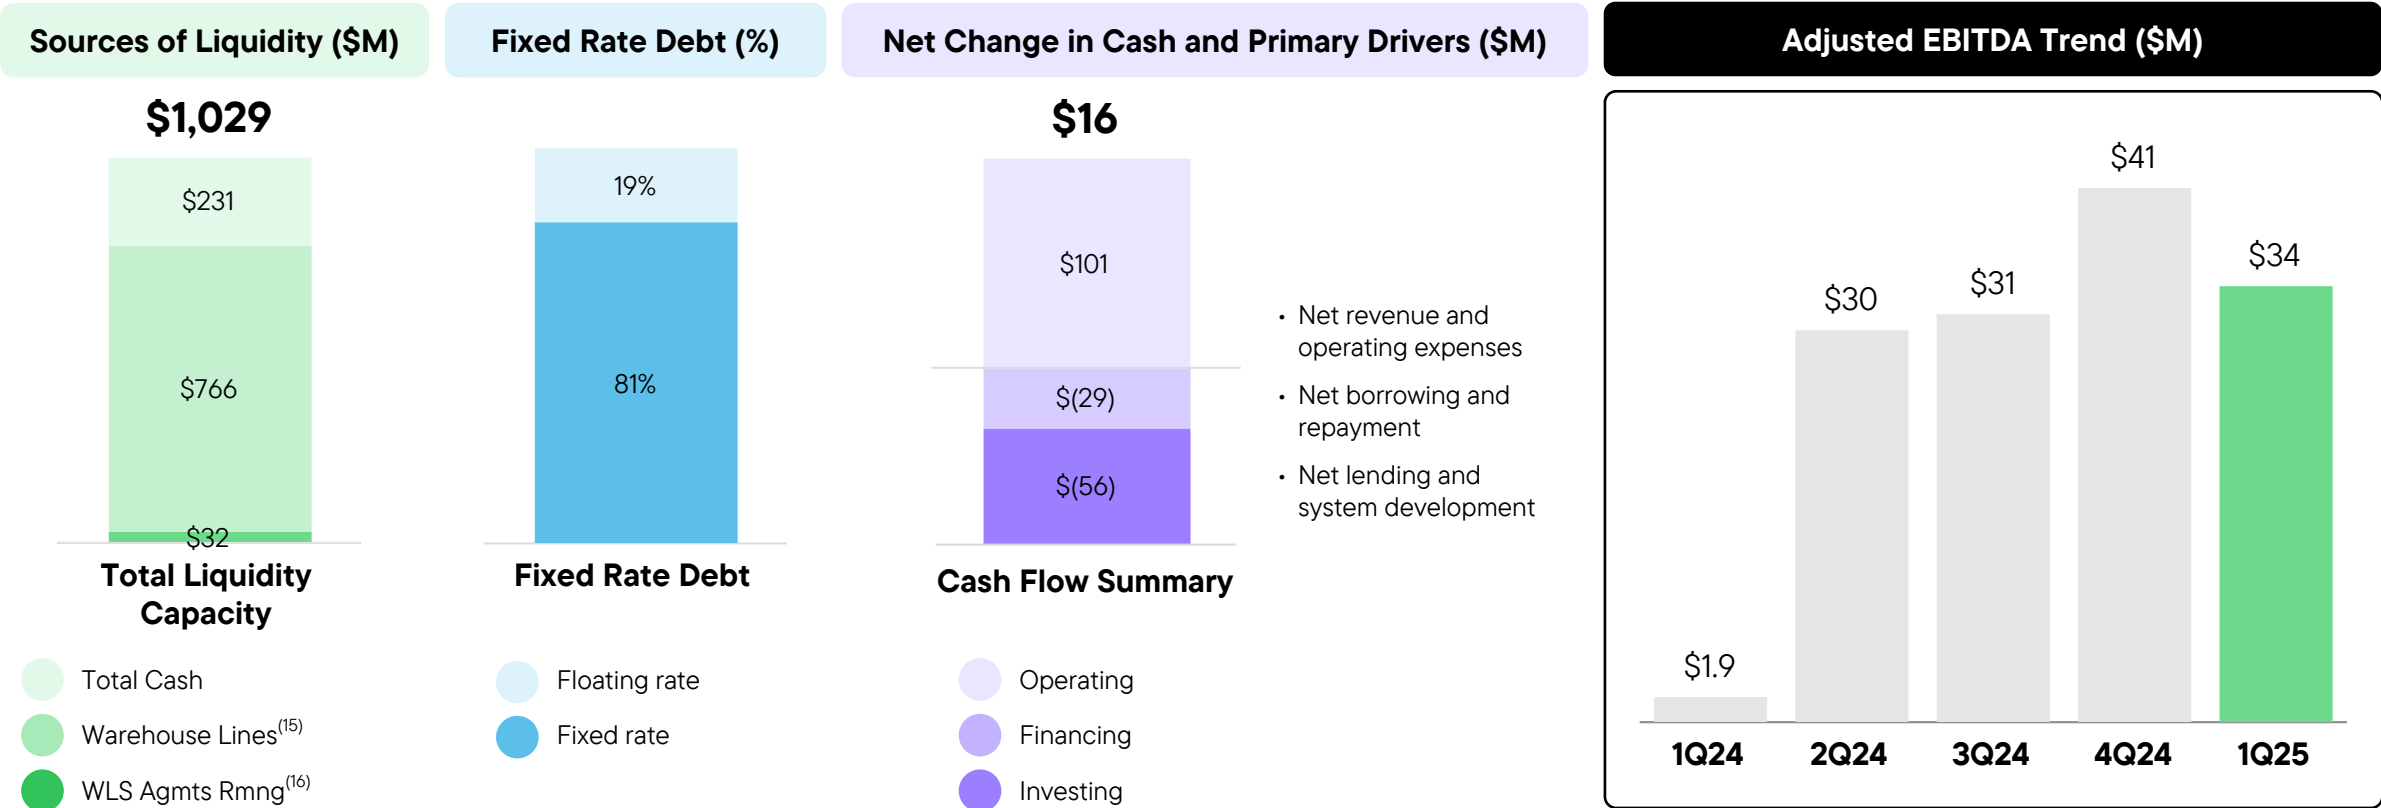 Sources of Liquidity ($M)
$1,029
$231
$766
$32
Total Liquidity
Capacity
Total Cash
Warehouse Lines(15)
WLS Agmts Rmng(16)
Fixed Rate Debt (%)
19%
81%
Fixed Rate Debt
Floating rate
Fixed rate
Net Change in Cash and Primary Drivers ($M)
$16
$101
$(29)
$(56)
Cash Flow Summary
• Net revenue and
operating expenses
• Net borrowing and
repayment
• Net lending and
system development
Operating
Financing
Investing
Adjusted EBITDA Trend ($M)
$1.9
$30
$31
$41
$34
1Q24
2Q24
3Q24
4Q24
1Q25